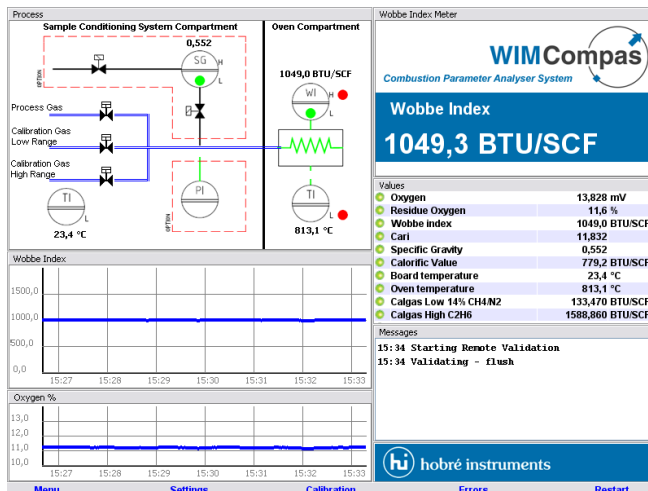 Process
Sample Conditioning System Compartment
Oven Compartment
0,552
SG
H
L
OPTION
1049,0 BTU/SCF
WI
H
L
Process Gas
Calibration Gas
Low Range
Calibration Gas
High Range
TI
L
23,4 °C
PI
OPTION
TI
L
813,1 °C
Wobbe Index
1500,0
1000,0
500,0
0,0
15:27 15:28 15:29 15:30 15:31 15:32 15:33
Oxygen %
13,0
12,0
11,0
10,0
15:27 15:28 15:29 15:30 15:31 15:32 15:33
Wobbe Index Meter
WIMCompas
Combustion Parameter Analyser System
Wobbe Index
1049,3 BTU/SCF
Values
Oxygen 13,828 mV
Residue Oxygen 11,6 %
Wobbe index 1049,0 BTU/SCF
Cari 11,832
Specific Gravity 0,552
Calorific Value 779,2 BTU/SCF
Board temperature 23,4 °C
Oven temperature 813,1 °C
Calgas Low 14% CH4/N2 133,470 BTU/SCF
Calgas High C2H6 1588,860 BTU/SCF
Messages
15:34 Starting Remote Validation
15:34 Validating - flush
hi hobré instruments
Menu Settings Calibration Errors Restart